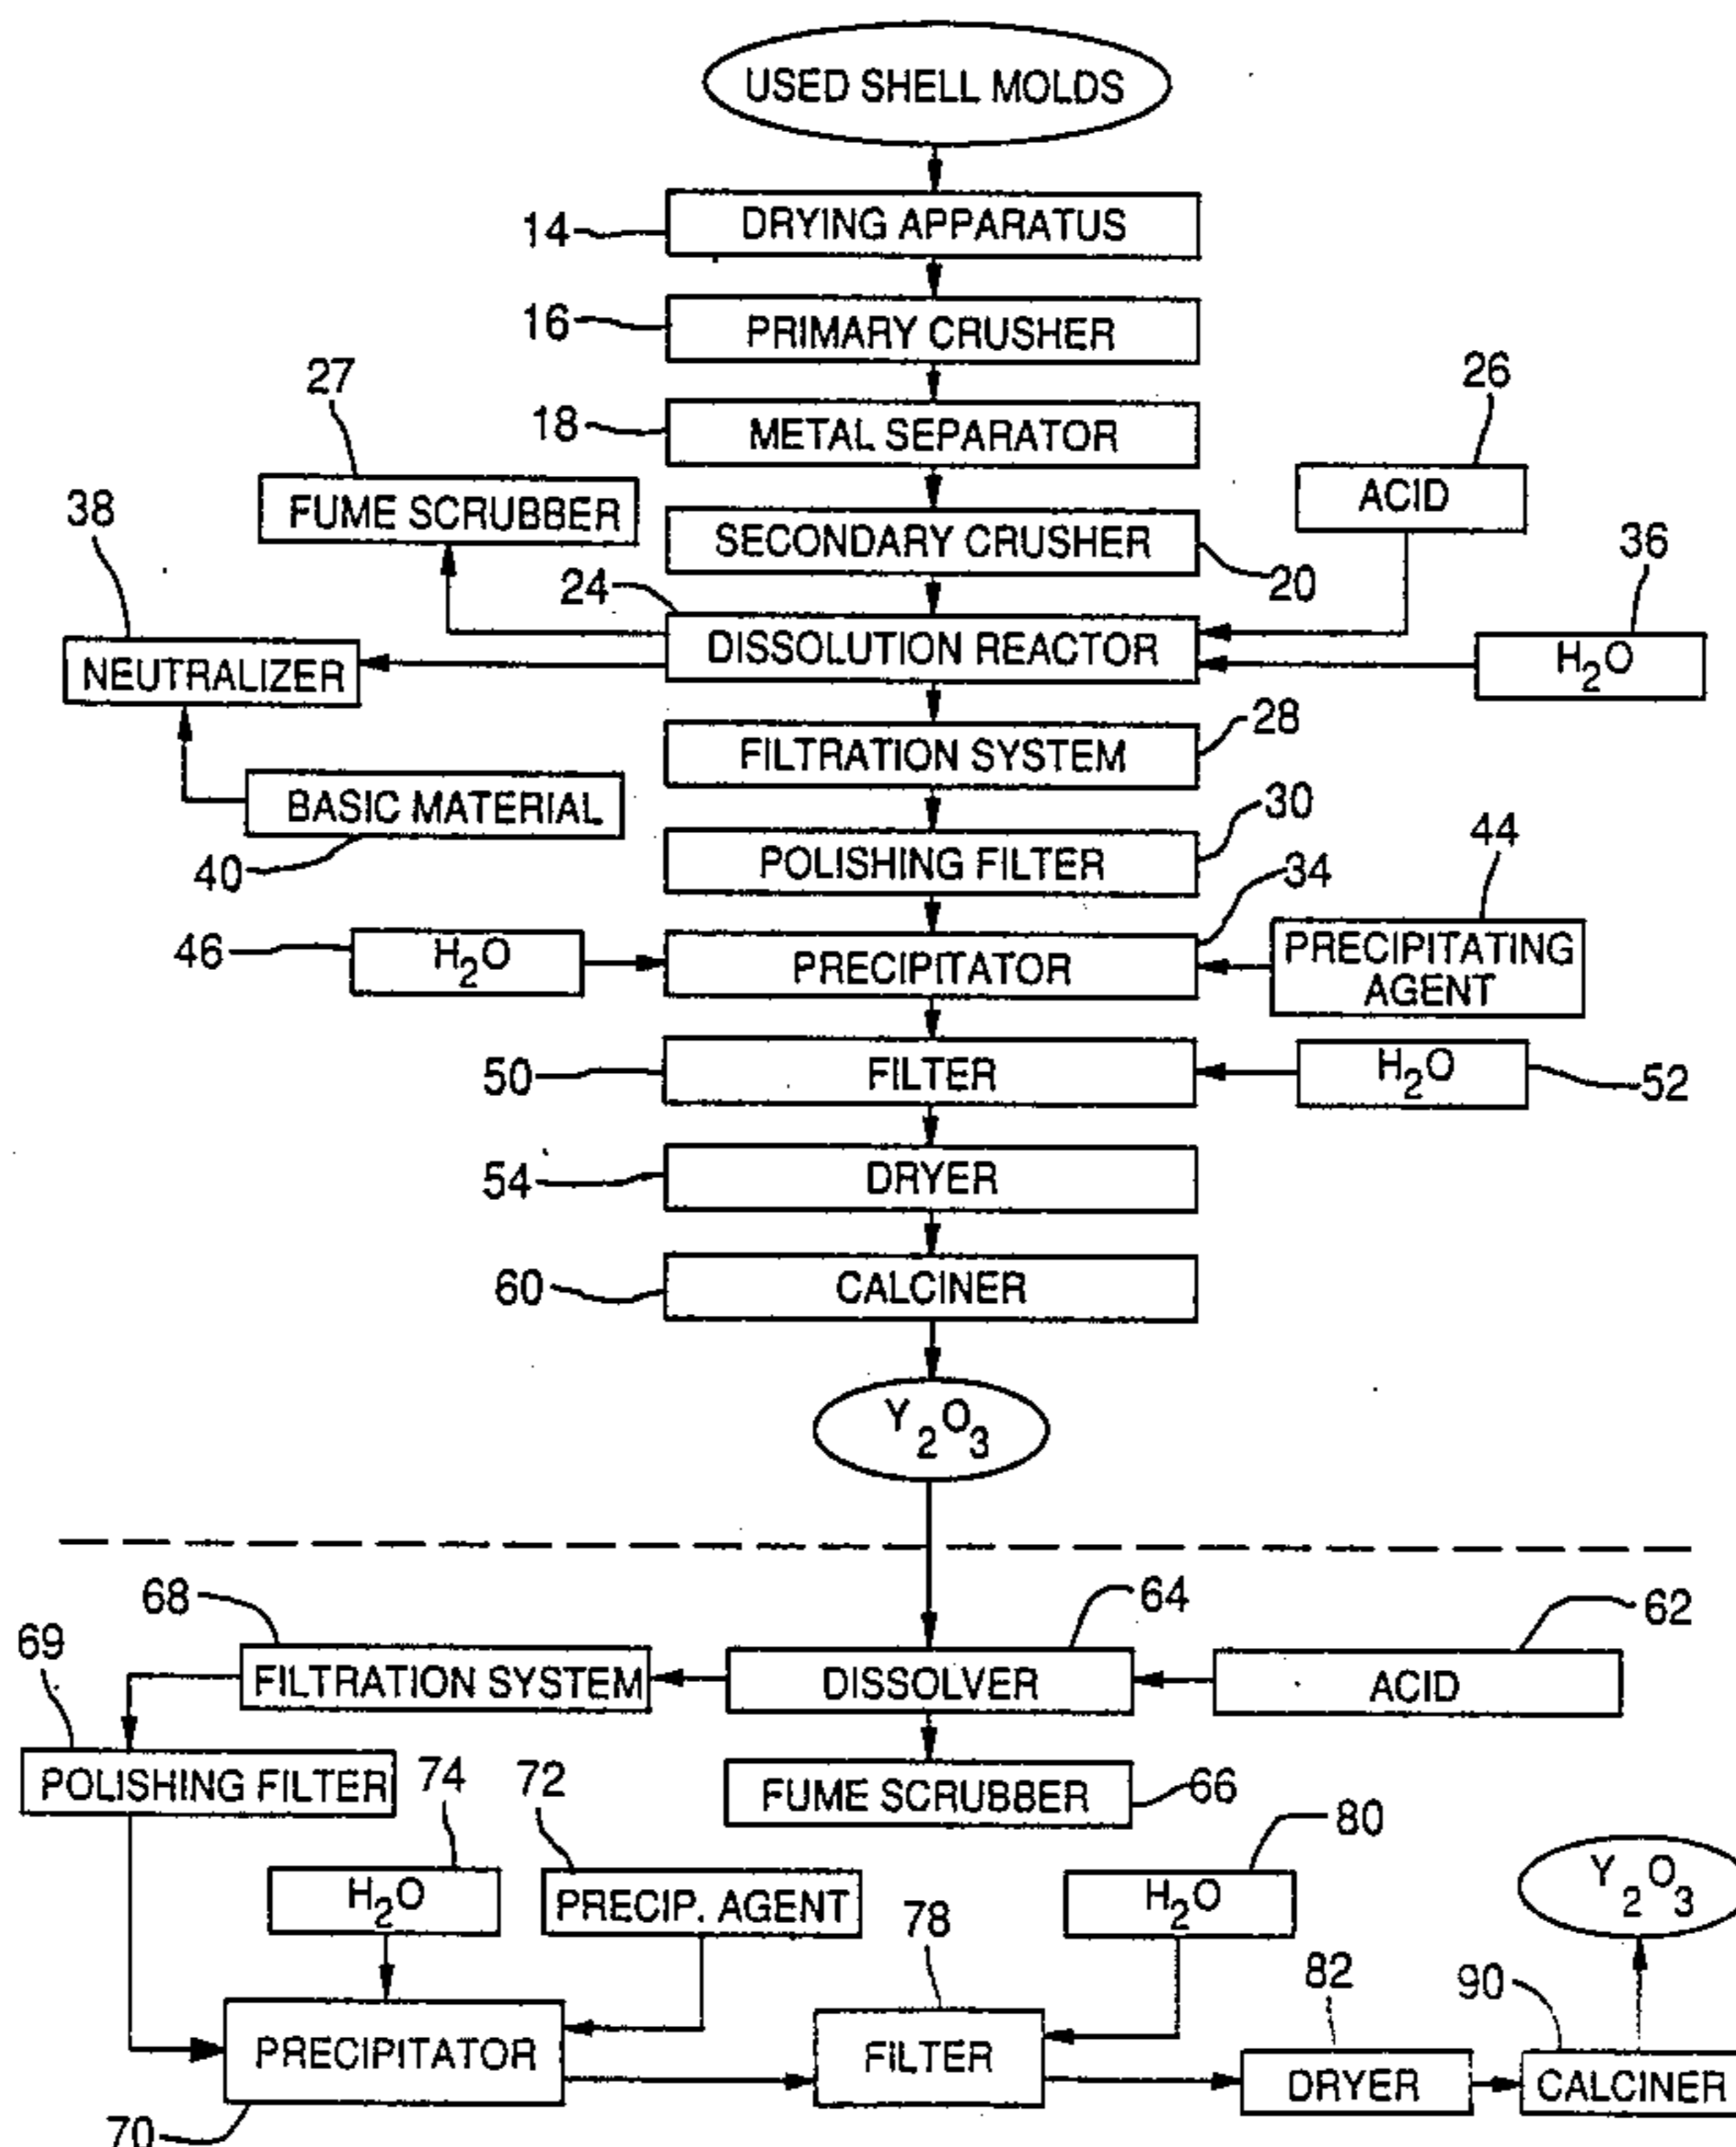 USED SHELL MOLDS
14
DRYING APPARATUS
16
PRIMARY CRUSHER
27
26
18
METAL SEPARATOR
ACID
38
FUME SCRUBBER
SECONDARY CRUSHER
36
24
20
NEUTRALIZER
DISSOLUTION REACTOR
H2O
28
FILTRATION SYSTEM
BASIC MATERIAL
30
44
40
POLISHING FILTER
34
46
H2O
PRECIPITATOR
PRECIPITATING
AGENT
50
FILTER
H2O
52
54
DRYER
60
CALCINER
Y2O3
68
64
62
69
FILTRATION SYSTEM
DISSOLVER
ACID
POLISHING FILTER
74
72
FUME SCRUBBER
66
80
H2O
PRECIP. AGENT
78
H2O
Y2O3
82
90
PRECIPITATOR
FILTER
DRYER
CALCINER
70